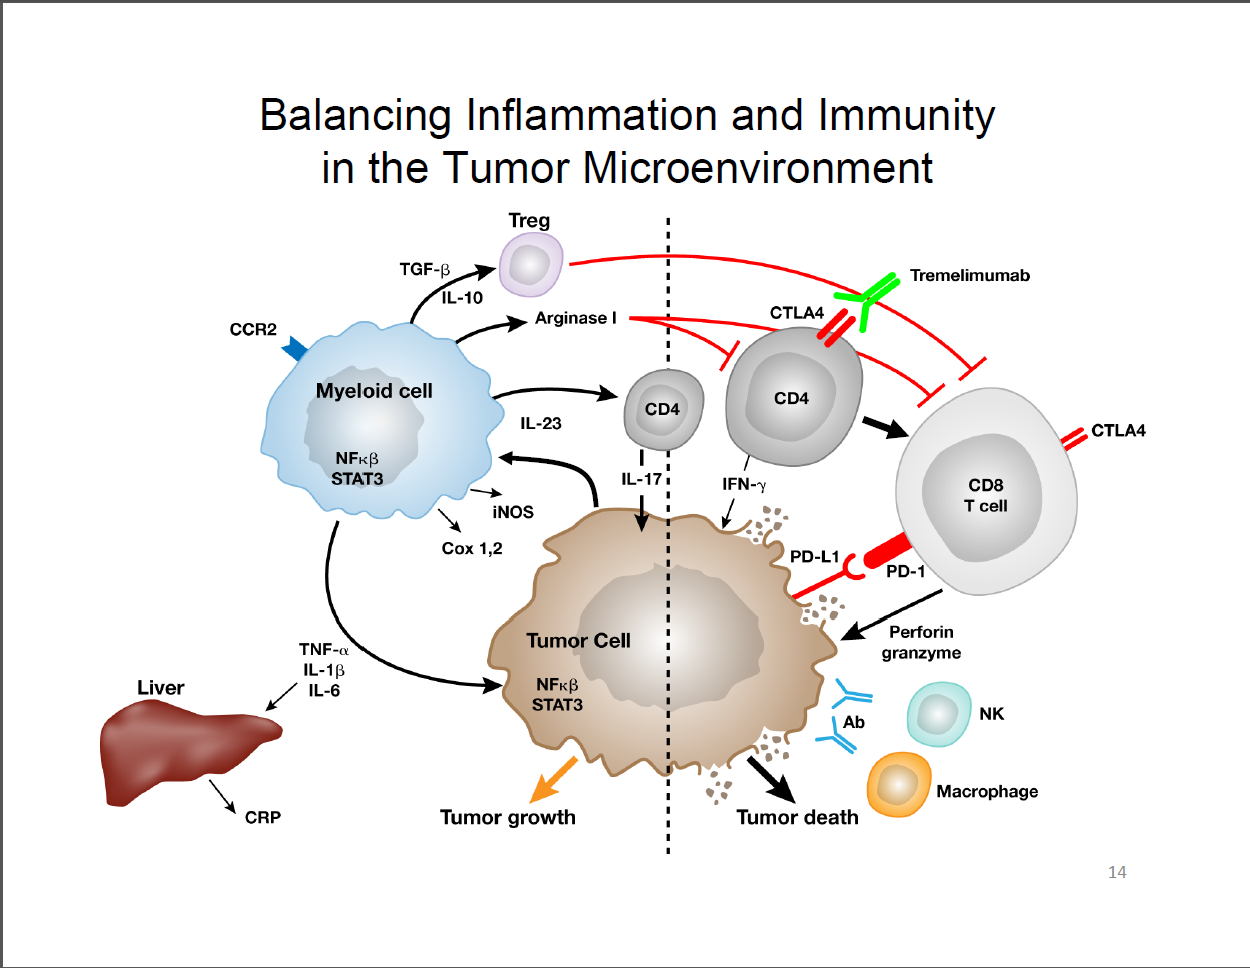 Balancing Inflammation and Immunity
in the Tumor Microenvironment
Treg
TGF-β
IL-10
Tremelimumab
CCR2
Arginase I
CTLA4
Myeloid cell
CD4
CD4
IL-23
CTLA4
NFκβ
STAT3
IL-17
IFN-γ
CD8
T cell
iNOS
Cox 1,2
PD-L1
PD-1
Tumor Cell
Perforin
granzyme
TNF-α
IL-1β
IL-6
NFκβ
STAT3
Liver
Ab
NK
Macrophage
CRP
Tumor growth
Tumor death
14